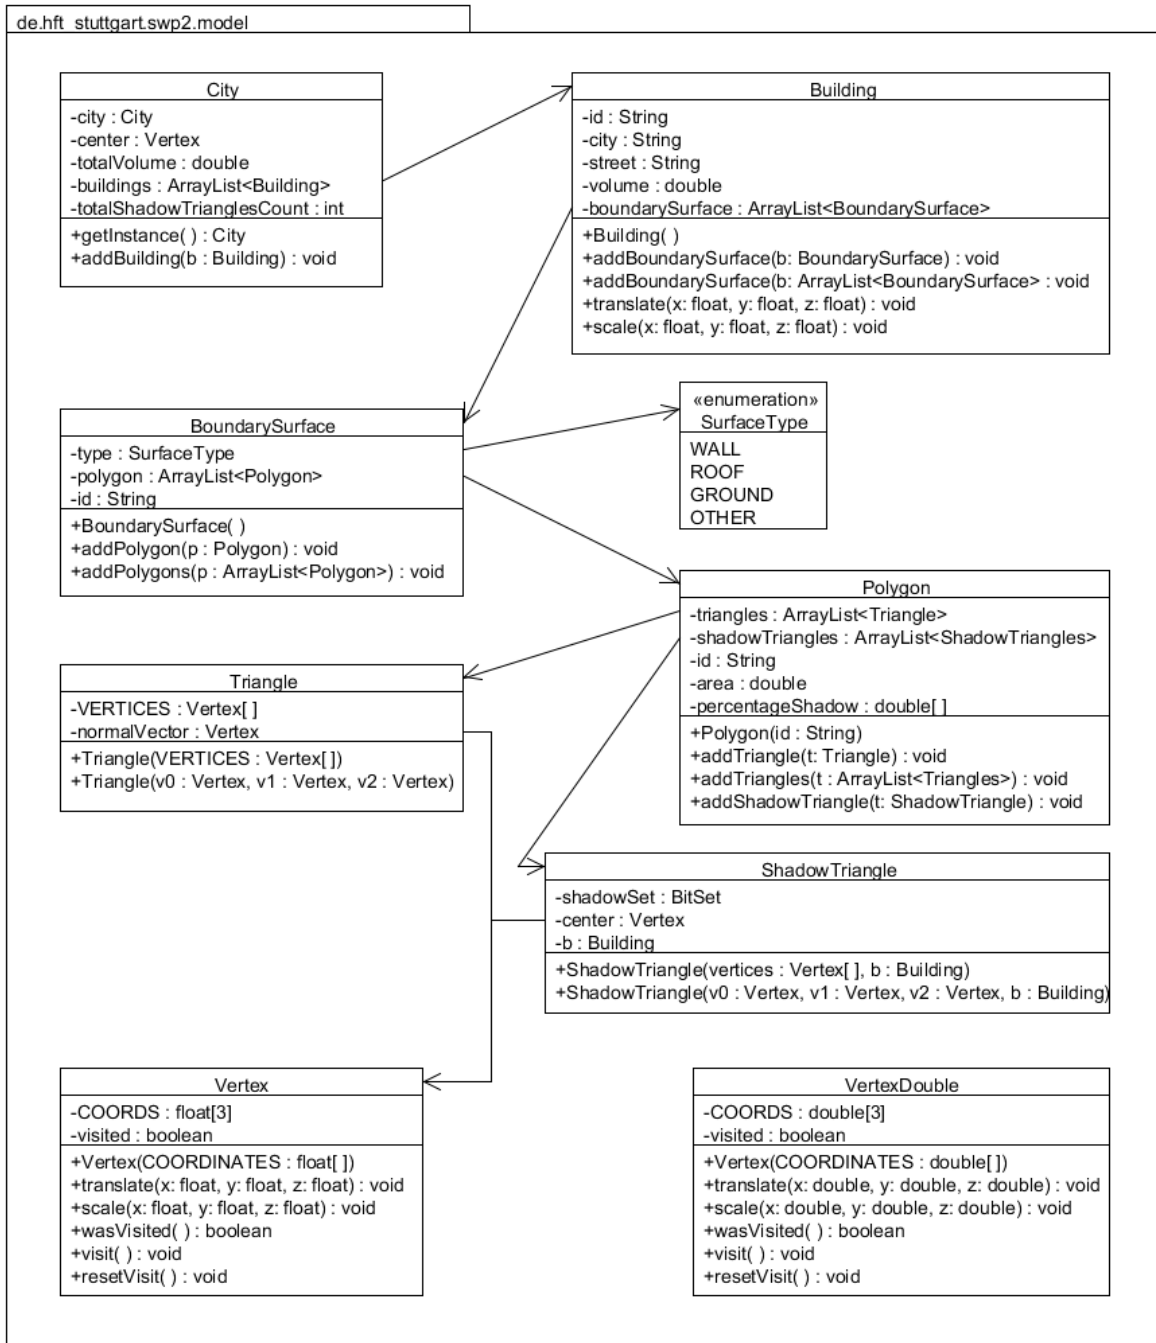 de.hft_stuttgart.swp2.model
City
-city : City
-center : Vertex
-totalVolume : double
-buildings : ArrayList<Building>
-totalShadowTrianglesCount : int
+getInstance( ) : City
+addBuilding(b : Building) : void
Building
-id : String
-city : String
-street : String
-volume : double
-boundarySurface : ArrayList<BoundarySurface>
+Building( )
+addBoundarySurface(b: BoundarySurface) : void
+addBoundarySurface(b: ArrayList<BoundarySurface> : void
+translate(x: float, y: float, z: float) : void
+scale(x: float, y: float, z: float) : void
BoundarySurface
-type : SurfaceType
-polygon : ArrayList<Polygon>
-id : String
+BoundarySurface( )
+addPolygon(p : Polygon) : void
+addPolygons(p : ArrayList<Polygon>) : void
«enumeration»
SurfaceType
WALL
ROOF
GROUND
OTHER
Polygon
-triangles : ArrayList<Triangle>
-shadowTriangles : ArrayList<ShadowTriangles>
-id : String
-area : double
-percentageShadow : double[ ]
+Polygon(id : String)
+addTriangle(t: Triangle) : void
+addTriangles(t : ArrayList<Triangles>) : void
+addShadowTriangle(t: ShadowTriangle) : void
Triangle
-VERTICES : Vertex[ ]
-normalVector : Vertex
+Triangle(VERTICES : Vertex[ ])
+Triangle(v0 : Vertex, v1 : Vertex, v2 : Vertex)
ShadowTriangle
-shadowSet : BitSet
-center : Vertex
-b : Building
+ShadowTriangle(vertices : Vertex[ ], b : Building)
+ShadowTriangle(v0 : Vertex, v1 : Vertex, v2 : Vertex, b : Building)
Vertex
-COORDS : float[3]
-visited : boolean
+Vertex(COORDINATES : float[ ])
+translate(x: float, y: float, z: float) : void
+scale(x: float, y: float, z: float) : void
+wasVisited( ) : boolean
+visit( ) : void
+resetVisit( ) : void
VertexDouble
-COORDS : double[3]
-visited : boolean
+Vertex(COORDINATES : double[ ])
+translate(x: double, y: double, z: double) : void
+scale(x: double, y: double, z: double) : void
+wasVisited( ) : boolean
+visit( ) : void
+resetVisit( ) : void